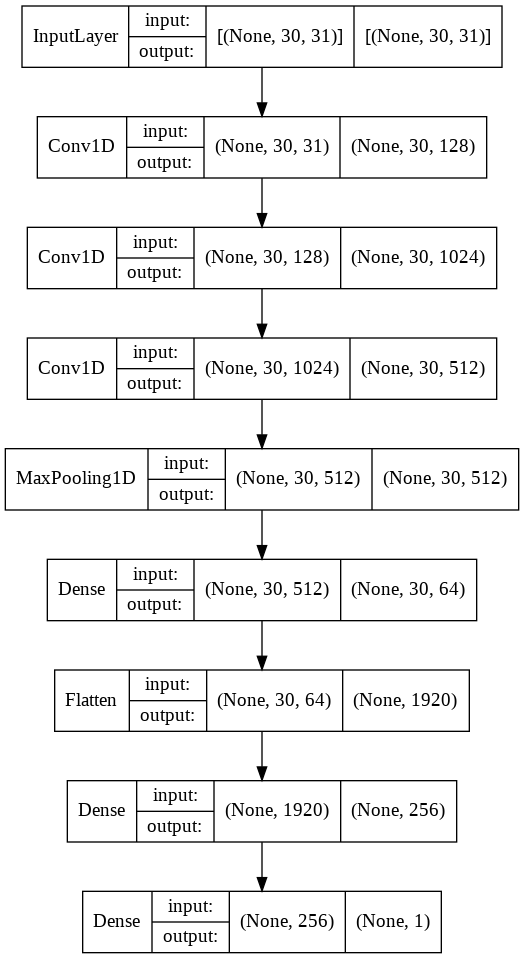 InputLayer input: output: [(None, 30, 31)] [(None, 30, 31)]
Conv1D input: output: (None, 30, 31) (None, 30, 128)
Conv1D input: output: (None, 30, 128) (None, 30, 1024)
Conv1D input: output: (None, 30, 1024) (None, 30, 512)
MaxPooling1D input: output: (None, 30, 512) (None, 30, 512)
Dense input: output: (None, 30, 512) (None, 30, 64)
Flatten input: output: (None, 30, 64) (None, 1920)
Dense input: output: (None, 1920) (None, 256)
Dense input: output: (None, 256) (None, 1)